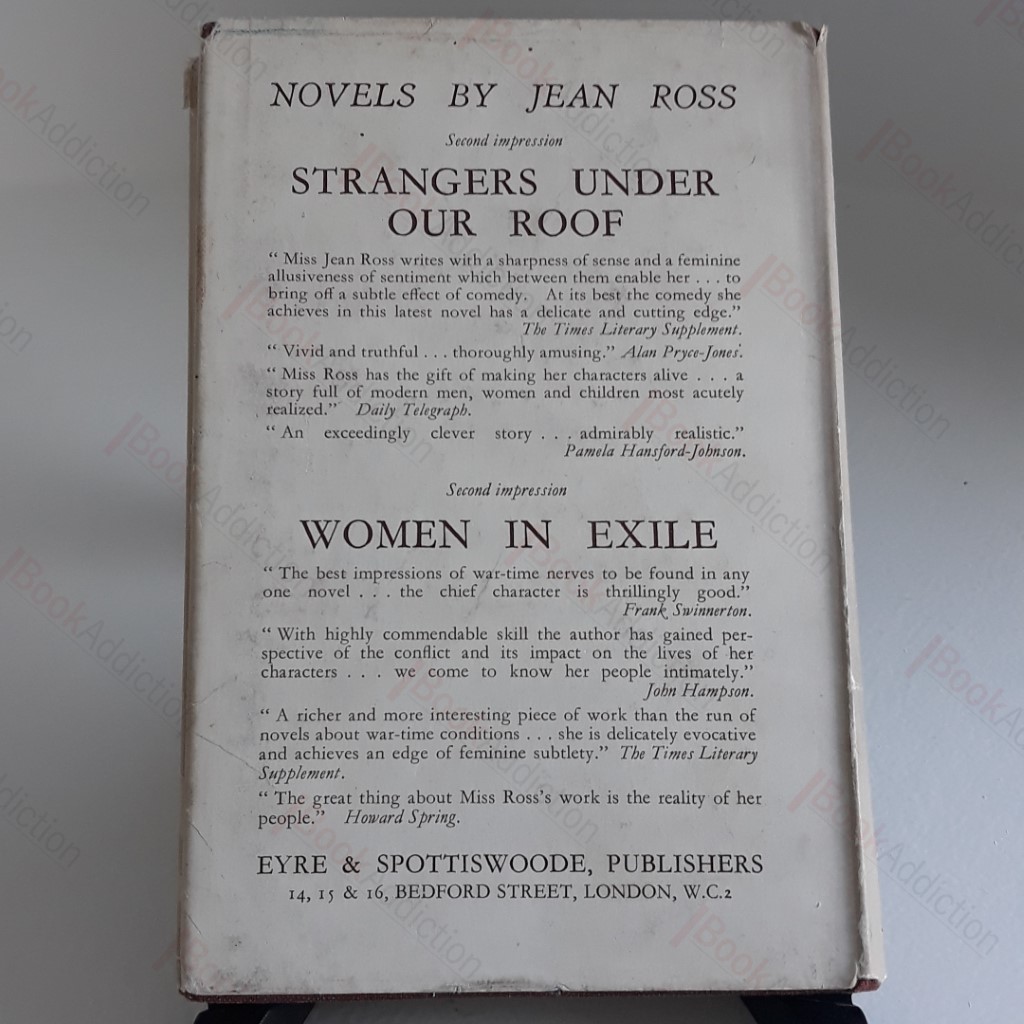 NOVELS BY JEAN ROSS
Second impression
STRANGERS UNDER
OUR ROOF
“ Miss Jean Ross writes with a sharpness of sense and a feminine
allusiveness of sentiment which between them enable her . . . to
bring off a subtle effect of comedy. At its best the comedy she
achieves in this latest novel has a delicate and cutting edge.”
The Times Literary Supplement.
“ Vivid and truthful . . . thoroughly amusing.” Alan Pryce-Jones.
“ Miss Ross has the gift of making her characters alive . . . a
story full of modern men, women and children most acutely
realized.” Daily Telegraph.
“ An exceedingly clever story . . . admirably realistic.”
Pamela Hansford-Johnson.
Second impression
WOMEN IN EXILE
“ The best impressions of war-time nerves to be found in any
one novel . . . the chief character is thrillingly good.”
Frank Swinnerton.
“ With highly commendable skill the author has gained per-
spective of the conflict and its impact on the lives of her
characters . . . we come to know her people intimately.”
John Hampson.
“ A richer and more interesting piece of work than the run of
novels about war-time conditions . . . she is delicately evocative
and achieves an edge of feminine subtlety.” The Times Literary
Supplement.
“ The great thing about Miss Ross's work is the reality of her
people.” Howard Spring.
EYRE & SPOTTISWOODE, PUBLISHERS
14, 15 & 16, BEDFORD STREET, LONDON, W.C.2
BookAddiction